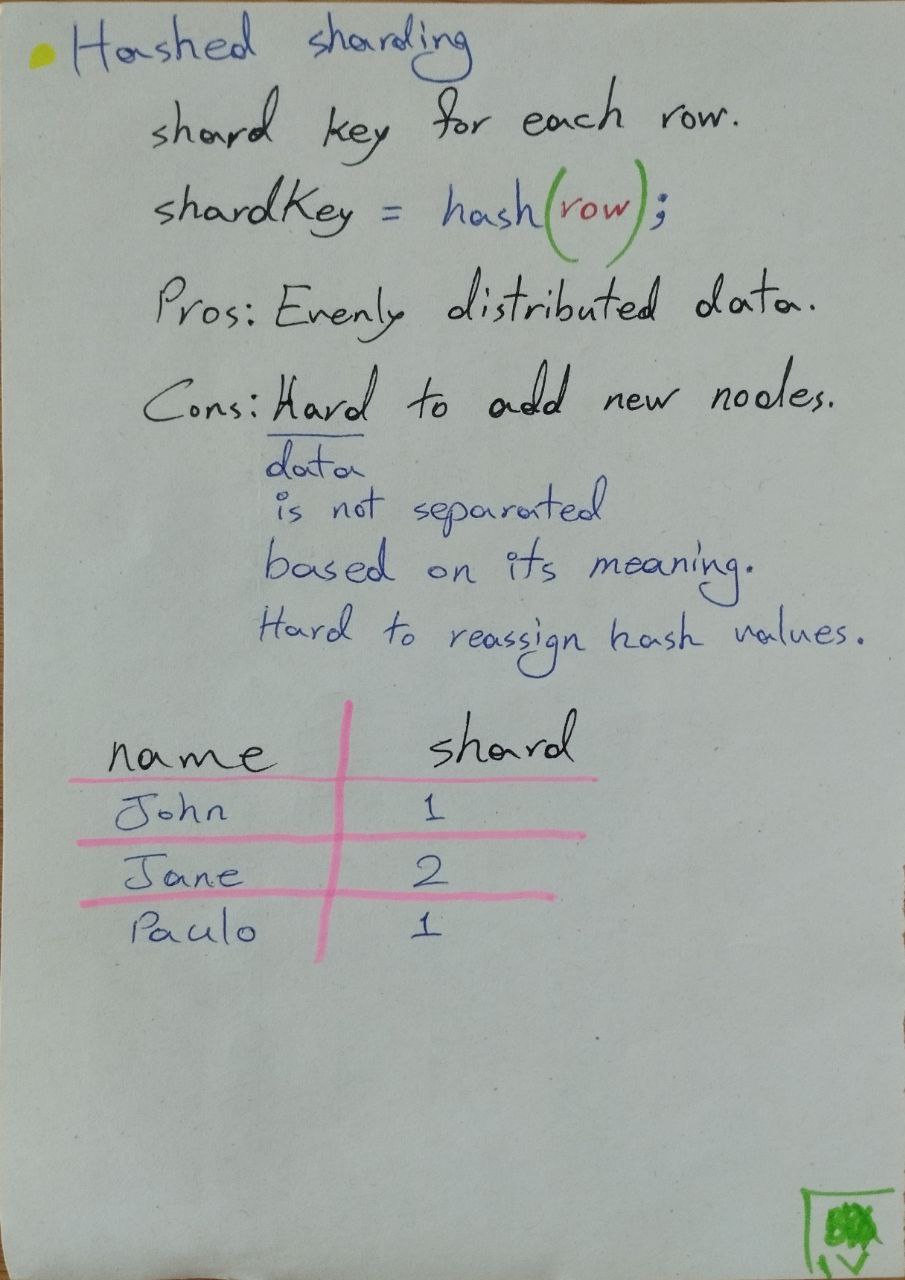 Hashed sharding
shard key for each row.
shardKey = hash(row);
Pros: Evenly distributed data.
Cons: Hard to add new nodes.
data
is not separated
based on its meaning.
Hard to reassign hash values.
name shard
John 1
Jane 2
Paulo 1